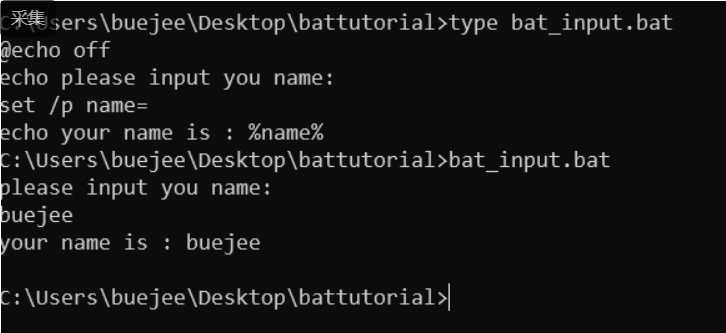 采集
C:\Users\buejee\Desktop\battutorial>type bat_input.bat
@echo off
echo please input you name:
set /p name=
echo your name is : %name%
C:\Users\buejee\Desktop\battutorial>bat_input.bat
please input you name:
buejee
your name is : buejee
C:\Users\buejee\Desktop\battutorial>